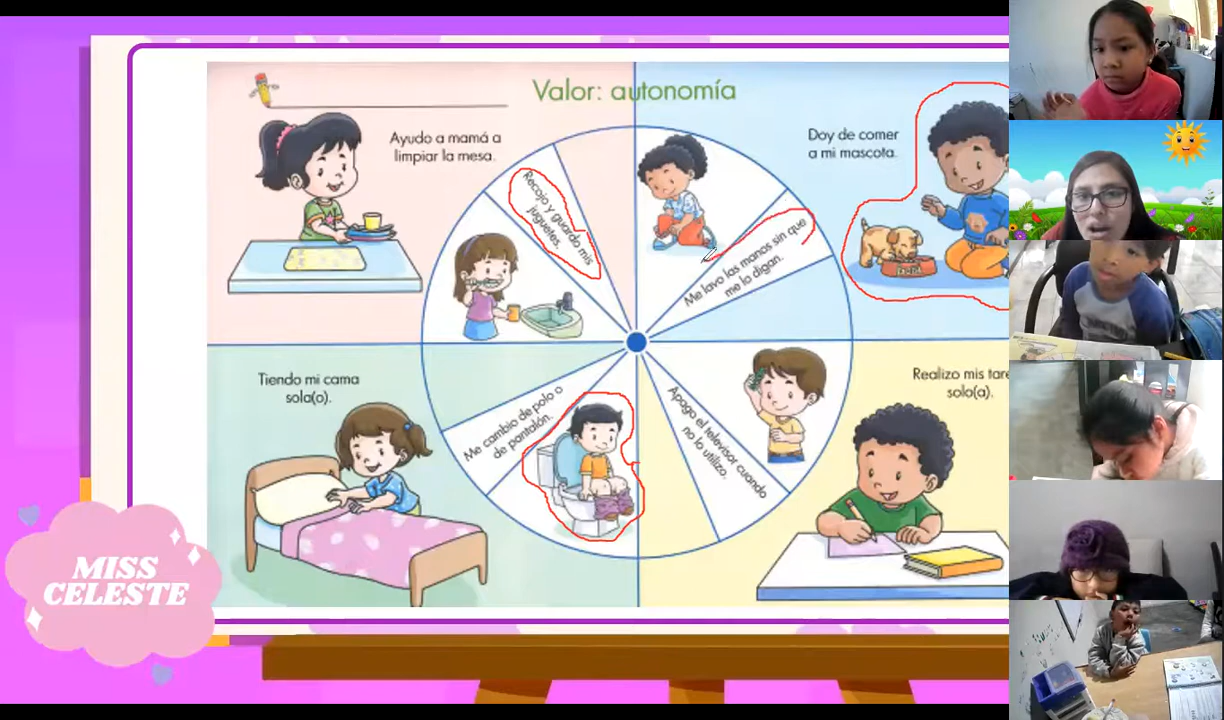 Valor: autonomía
Ayudo a mamá a
limpiar la mesa.
Doy de comer
a mi mascota.
Recojo y guardo mis
juguetes.
Me lavo las manos sin que
me lo digan.
Tiendo mi cama
sola(o).
Me cambio de polo o
de pantalón.
Apago el televisor cuando
no lo utilizo.
Realizo mis tare
solo(a).
MISS
CELESTE